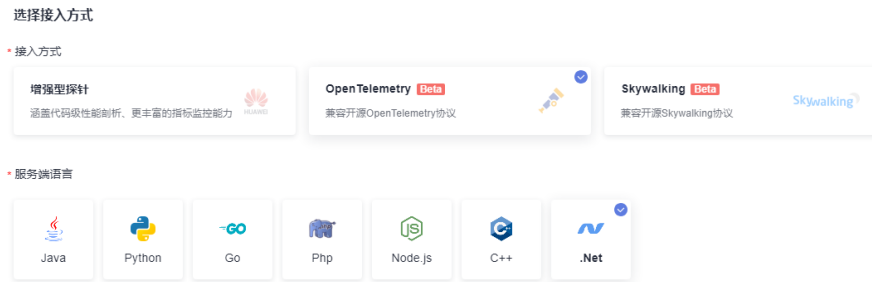 选择接入方式
* 接入方式
增强型探针
涵盖代码级性能剖析、更丰富的指标监控能力
HUAWEI
OpenTelemetry Beta
兼容开源OpenTelemetry协议
Skywalking Beta
兼容开源Skywalking协议
Skywalking
* 服务端语言
GO
JS
C++
Java
Python
Go
Php
Node.js
C++
.Net